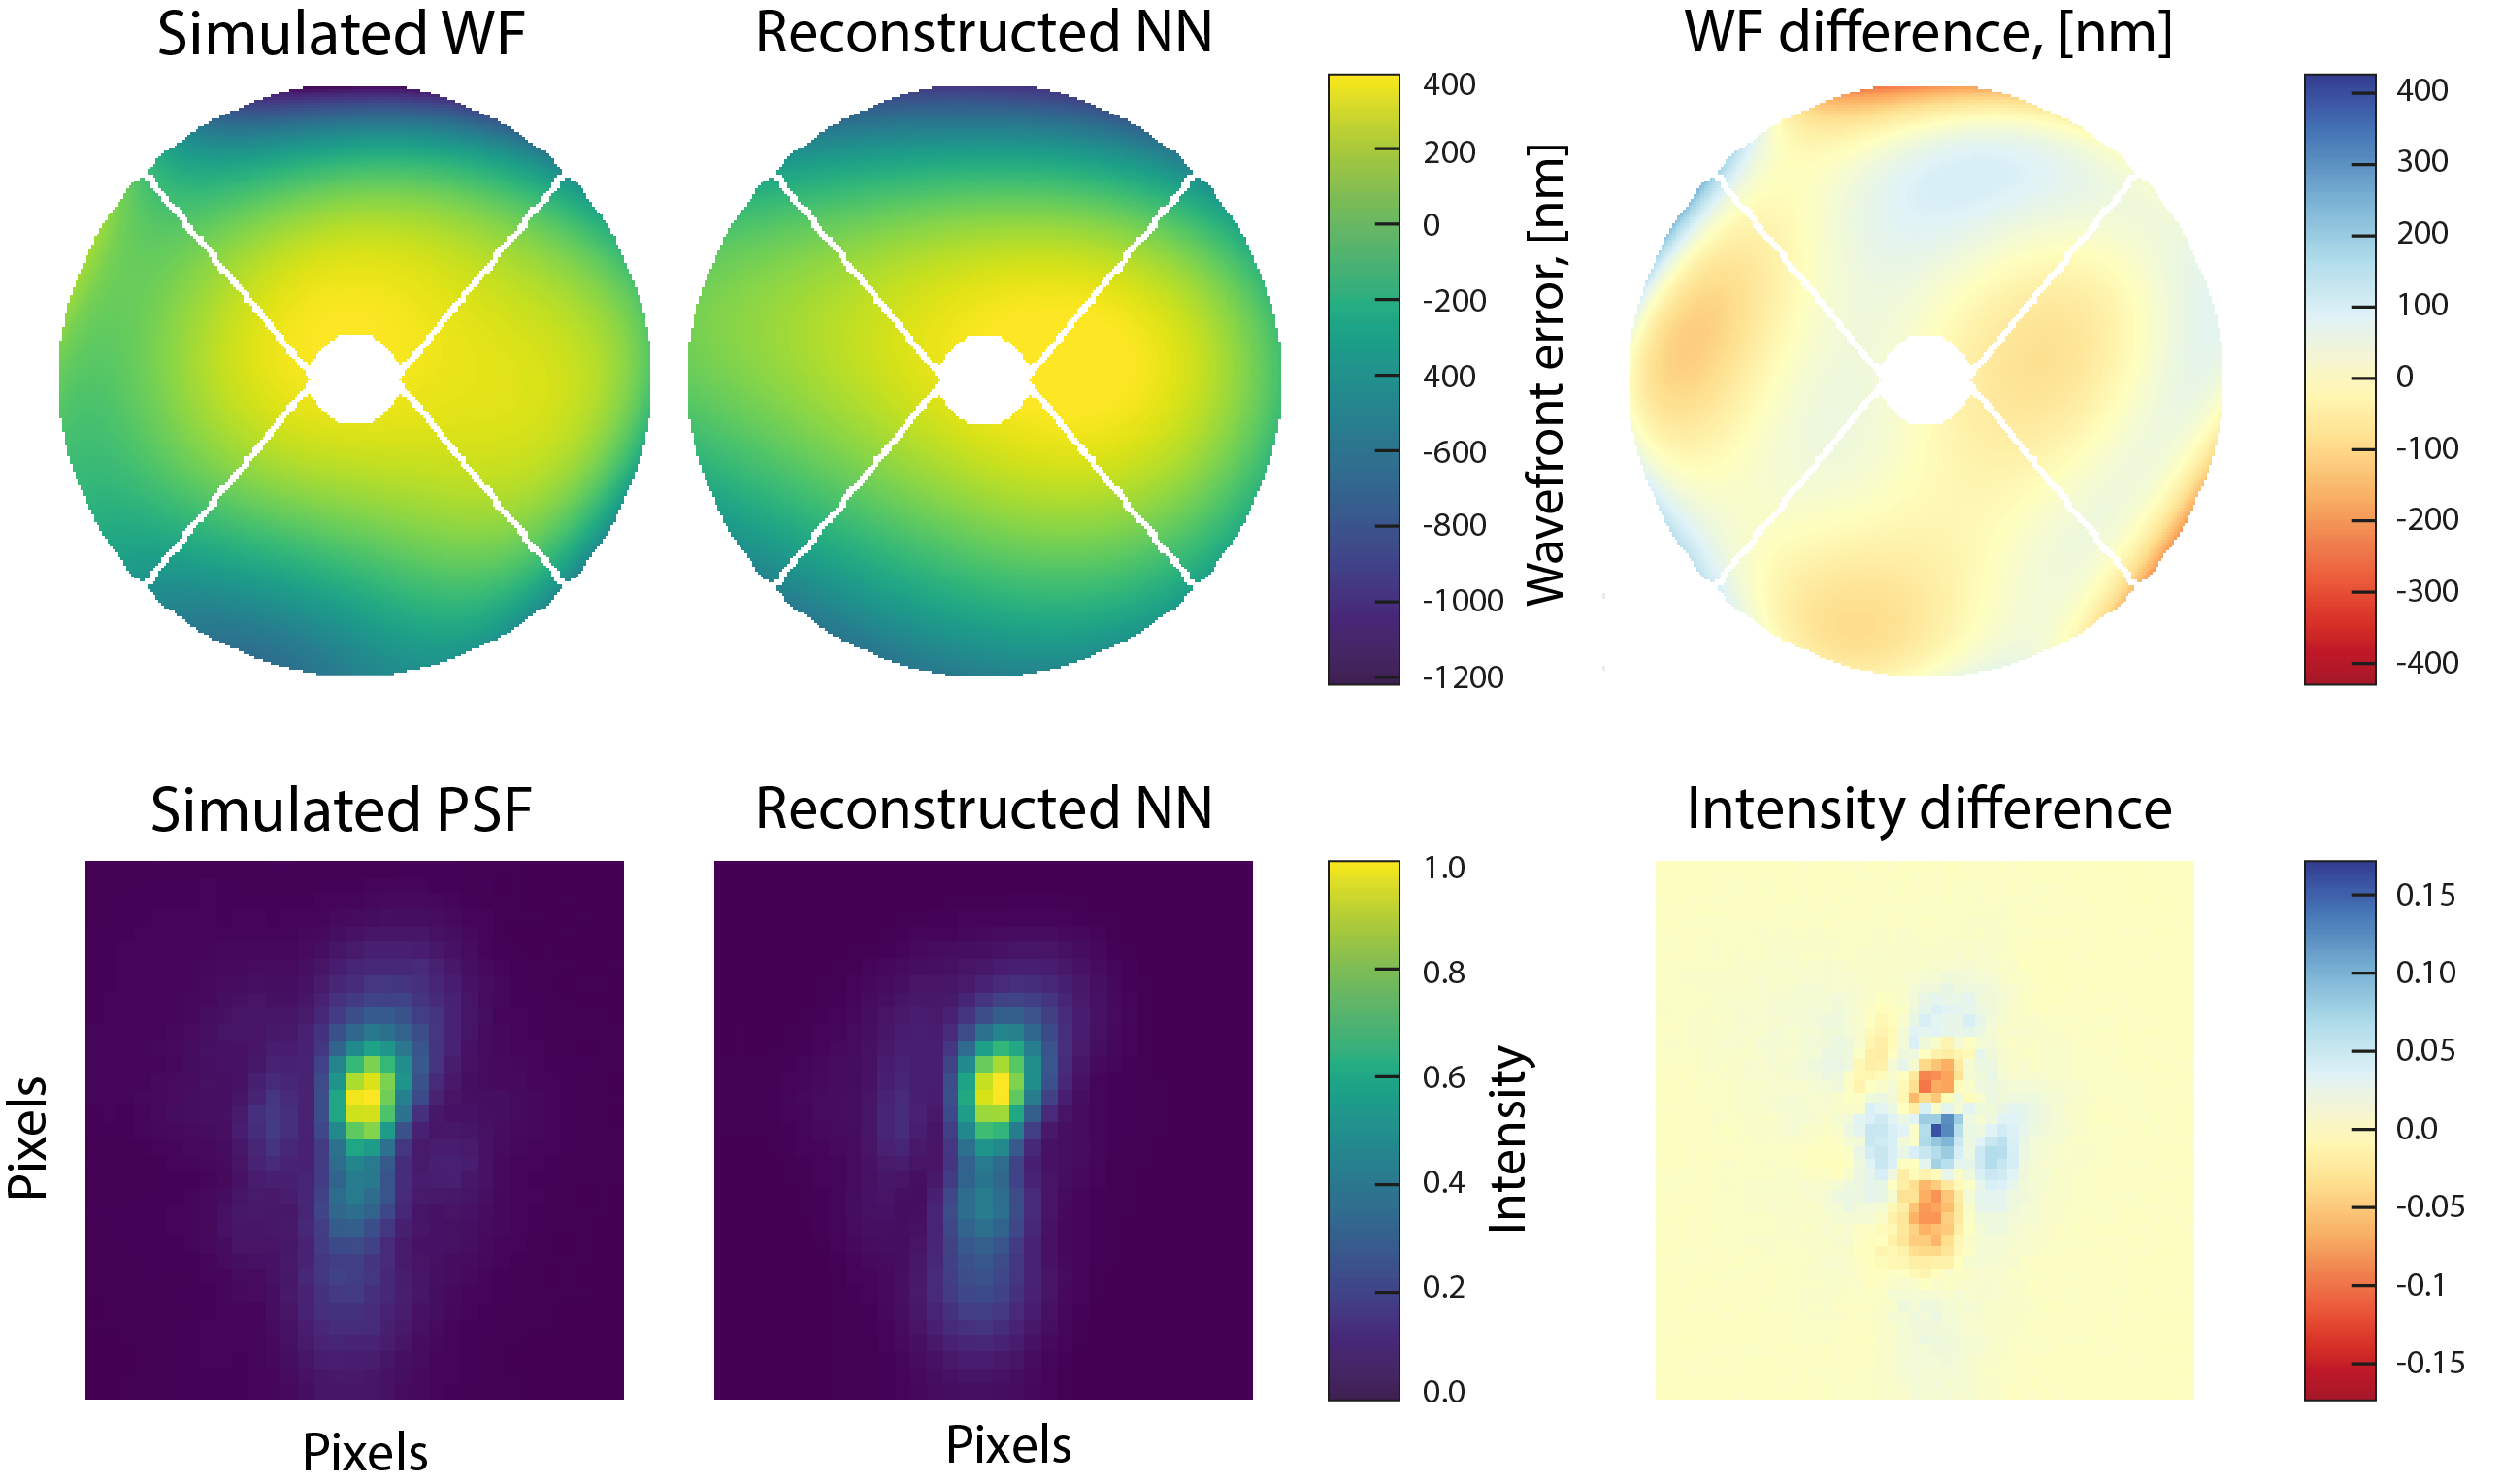 Simulated WF
Reconstructed NN
WF difference, [nm]
400
200
0
-200
400
-600
-800
-1000
-1200
Wavefront error, [nm]
400
300
200
100
0
-100
-200
-300
-400
Simulated PSF
Reconstructed NN
Intensity difference
Pixels
Pixels
Pixels
1.0
0.8
0.6
0.4
0.2
0.0
Intensity
0.15
0.10
0.05
0.0
-0.05
-0.1
-0.15